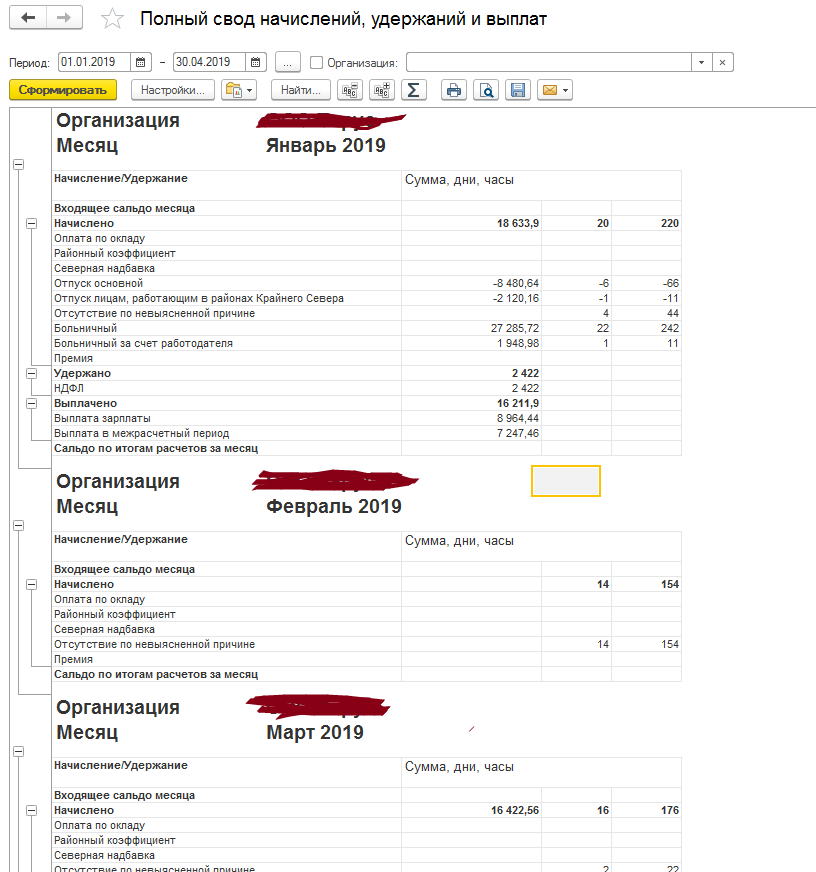 Полный свод начислений, удержаний и выплат
Период: 01.01.2019 – 30.04.2019 ... Организация:
Сформировать Настройки... Найти...
Организация
Месяц Январь 2019
Начисление/Удержание Сумма, дни, часы
Входящее сальдо месяца
Начислено 18 633,9 20 220
Оплата по окладу
Районный коэффициент
Северная надбавка
Отпуск основной -8 480,64 -6 -66
Отпуск лицам, работающим в районах Крайнего Севера -2 120,16 -1 -11
Отсутствие по невыясненной причине 4 44
Больничный 27 285,72 22 242
Больничный за счет работодателя 1 948,98 1 11
Премия
Удержано 2 422
НДФЛ 2 422
Выплачено 16 211,9
Выплата зарплаты 8 964,44
Выплата в межрасчетный период 7 247,46
Сальдо по итогам расчетов за месяц
Организация
Месяц Февраль 2019
Начисление/Удержание Сумма, дни, часы
Входящее сальдо месяца
Начислено 14 154
Оплата по окладу
Районный коэффициент
Северная надбавка
Отсутствие по невыясненной причине 14 154
Премия
Сальдо по итогам расчетов за месяц
Организация
Месяц Март 2019
Начисление/Удержание Сумма, дни, часы
Входящее сальдо месяца
Начислено 16 422,56 16 176
Оплата по окладу
Районный коэффициент
Северная надбавка
Отсутствие по невыясненной причине 2 22